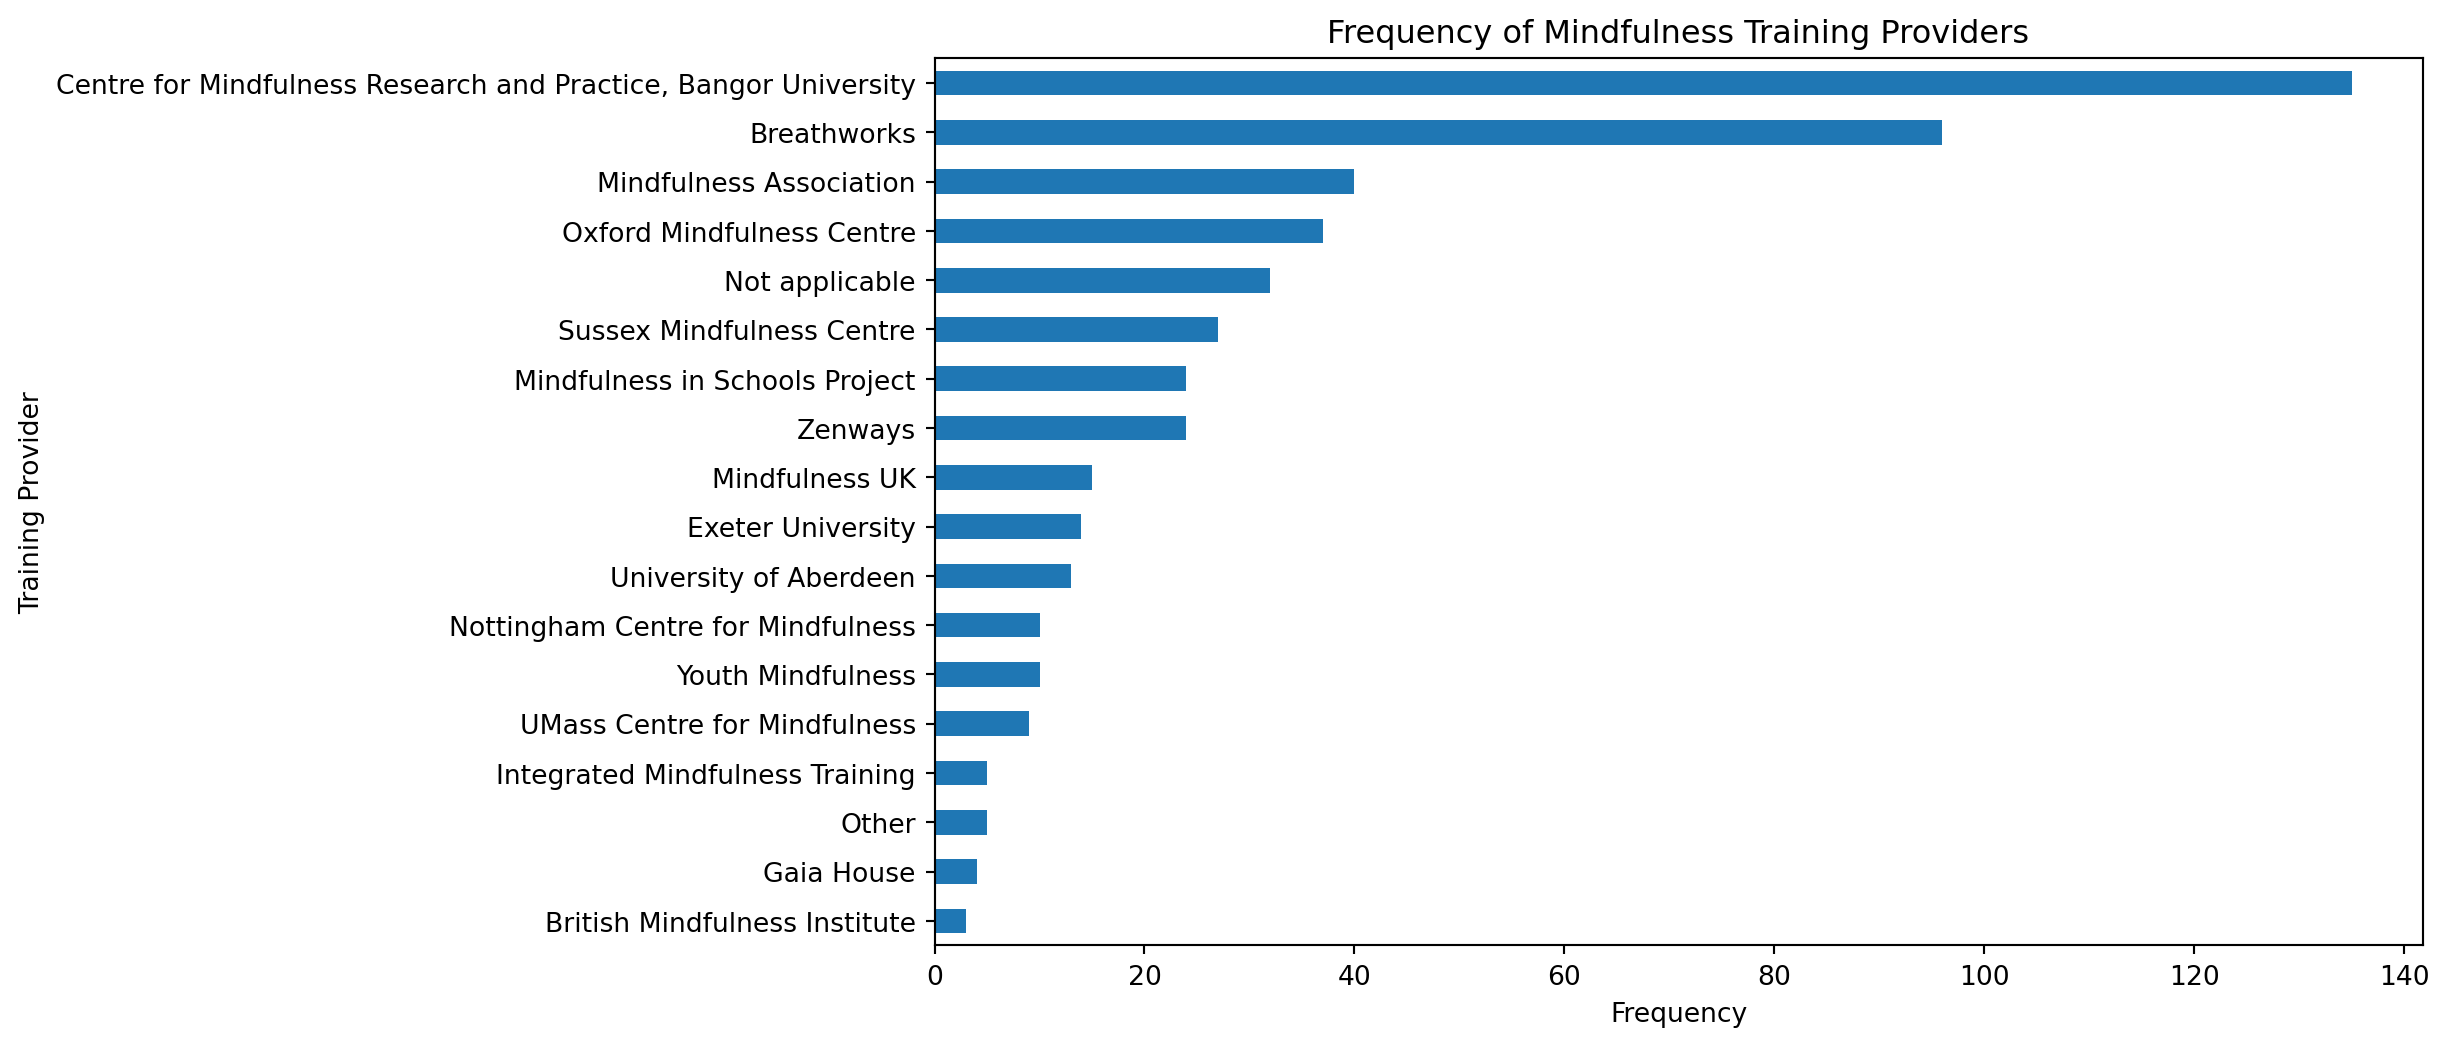 Frequency of Mindfulness Training Providers
Training Provider
Centre for Mindfulness Research and Practice, Bangor University
Breathworks
Mindfulness Association
Oxford Mindfulness Centre
Not applicable
Sussex Mindfulness Centre
Mindfulness in Schools Project
Zenways
Mindfulness UK
Exeter University
University of Aberdeen
Nottingham Centre for Mindfulness
Youth Mindfulness
UMass Centre for Mindfulness
Integrated Mindfulness Training
Other
Gaia House
British Mindfulness Institute
0 20 40 60 80 100 120 140
Frequency